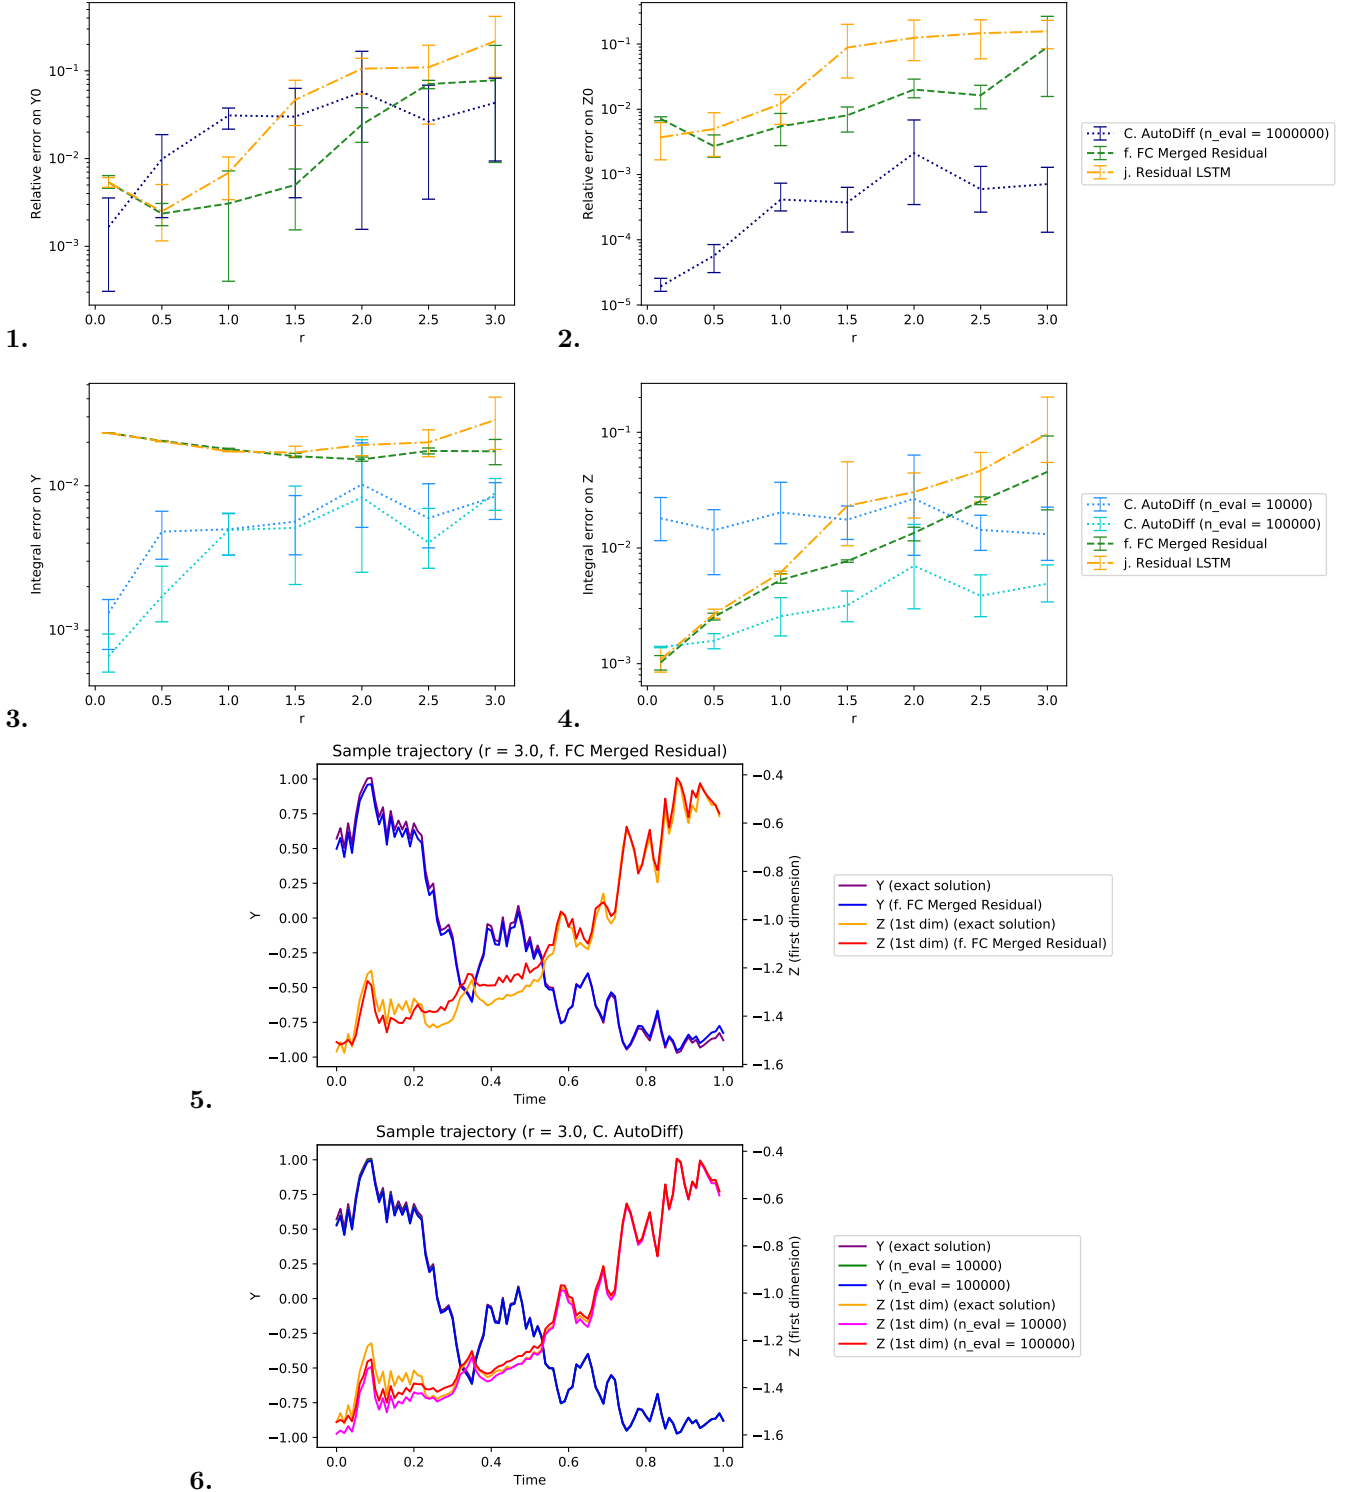 10⁻¹
10⁻²
10⁻³
Relative error on Y0
0.0 0.5 1.0 1.5 2.0 2.5 3.0
r
1.
10⁻¹
10⁻²
10⁻³
10⁻⁴
10⁻⁵
Relative error on Z0
0.0 0.5 1.0 1.5 2.0 2.5 3.0
r
2.
C. AutoDiff (n_eval = 1000000)
f. FC Merged Residual
j. Residual LSTM
10⁻²
10⁻³
Integral error on Y
0.0 0.5 1.0 1.5 2.0 2.5 3.0
r
3.
10⁻¹
10⁻²
10⁻³
Integral error on Z
0.0 0.5 1.0 1.5 2.0 2.5 3.0
r
4.
C. AutoDiff (n_eval = 10000)
C. AutoDiff (n_eval = 100000)
f. FC Merged Residual
j. Residual LSTM
Sample trajectory (r = 3.0, f. FC Merged Residual)
1.00
0.75
0.50
0.25
0.00
−0.25
−0.50
−0.75
−1.00
Y
−0.4
−0.6
−0.8
−1.0
−1.2
−1.4
−1.6
Z (first dimension)
0.0 0.2 0.4 0.6 0.8 1.0
Time
5.
Y (exact solution)
Y (f. FC Merged Residual)
Z (1st dim) (exact solution)
Z (1st dim) (f. FC Merged Residual)
Sample trajectory (r = 3.0, C. AutoDiff)
1.00
0.75
0.50
0.25
0.00
−0.25
−0.50
−0.75
−1.00
Y
−0.4
−0.6
−0.8
−1.0
−1.2
−1.4
−1.6
Z (first dimension)
0.0 0.2 0.4 0.6 0.8 1.0
Time
6.
Y (exact solution)
Y (n_eval = 10000)
Y (n_eval = 100000)
Z (1st dim) (exact solution)
Z (1st dim) (n_eval = 10000)
Z (1st dim) (n_eval = 100000)